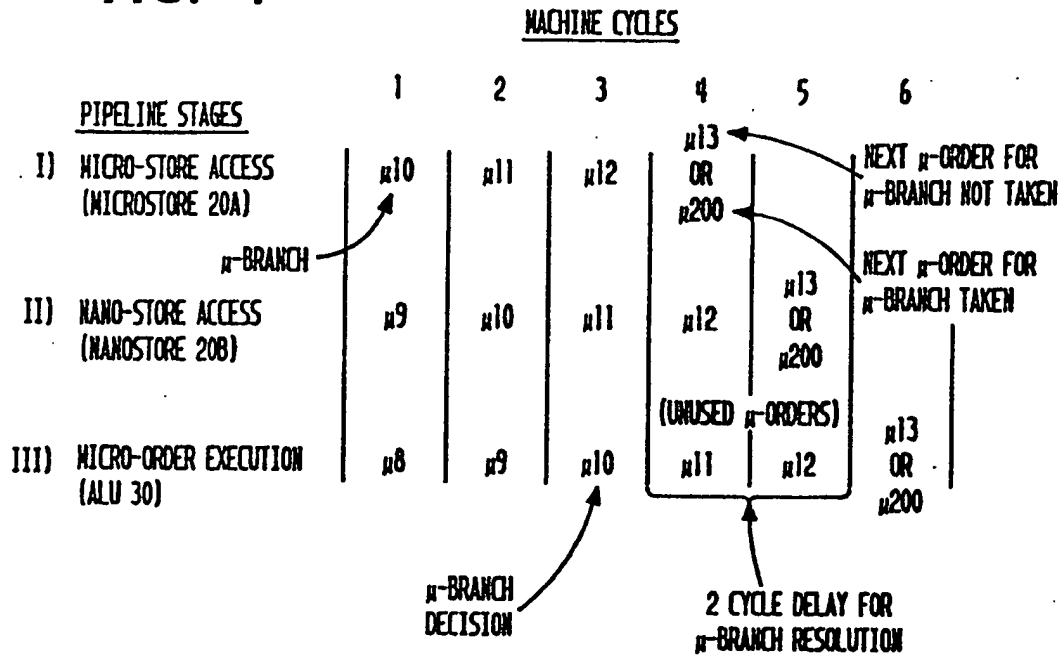 MACHINE CYCLES
1 2 3 4 5 6
PIPELINE STAGES
I) MICRO-STORE ACCESS
(MICROSTORE 20A)
µ10 µ11 µ12 µ13
OR
µ200
NEXT µ-ORDER FOR
µ-BRANCH NOT TAKEN
µ-BRANCH
NEXT µ-ORDER FOR
µ-BRANCH TAKEN
II) NANO-STORE ACCESS
(NANOSTORE 20B)
µ9 µ10 µ11 µ12 µ13
OR
µ200
(UNUSED µ-ORDERS)
III) MICRO-ORDER EXECUTION
(ALU 30)
µ8 µ9 µ10 µ11 µ12 µ13
OR
µ200
µ-BRANCH
DECISION
2 CYCLE DELAY FOR
µ-BRANCH RESOLUTION